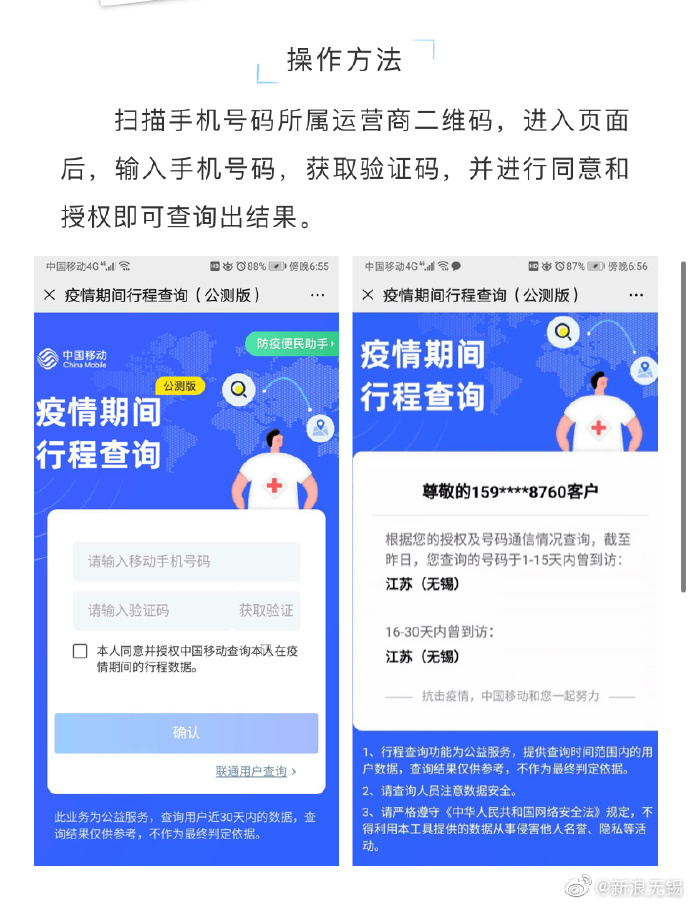 操作方法
扫描手机号码所属运营商二维码，进入页面
后，输入手机号码，获取验证码，并进行同意和
授权即可查询出结果。
中国移动4G 88% 傍晚6:55
疫情期间行程查询（公测版）
中国移动
China Mobile
防疫便民助手
公测版
疫情期间
行程查询
请输入移动手机号码
请输入验证码 获取验证
本人同意并授权中国移动查询本人在疫
情期间的行程数据。
确认
联通用户查询 >
此业务为公益服务，查询用户近30天内的数据，查
询结果仅供参考，不作为最终判定依据。
中国移动4G 87% 傍晚6:56
疫情期间行程查询（公测版）
疫情期间
行程查询
尊敬的159****8760客户
根据您的授权及号码通信情况查询，截至
昨日，您查询的号码于1-15天内曾到访：
江苏（无锡）
16-30天内曾到访：
江苏（无锡）
抗击疫情，中国移动和您一起努力
1、行程查询功能为公益服务，提供查询时间范围内的用
户数据，查询结果仅供参考，不作为最终判定依据。
2、请查询人员注意数据安全。
3、请严格遵守《中华人民共和国网络安全法》规定，不
得利用本工具提供的数据从事侵害他人名誉、隐私等活
动。
@新浪无锡